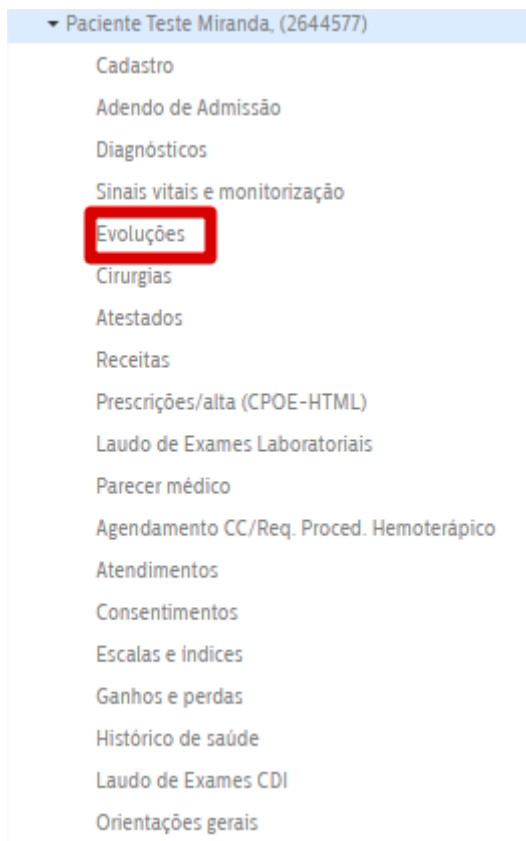 Paciente Teste Miranda, (2644577)
Cadastro
Adendo de Admissão
Diagnósticos
Sinais vitais e monitorização
Evoluções
Cirurgias
Atestados
Receitas
Prescrições/alta (CPOE-HTML)
Laudo de Exames Laboratoriais
Parecer médico
Agendamento CC/Req. Proced. Hemoterápico
Atendimentos
Consentimentos
Escalas e índices
Ganhos e perdas
Histórico de saúde
Laudo de Exames CDI
Orientações gerais